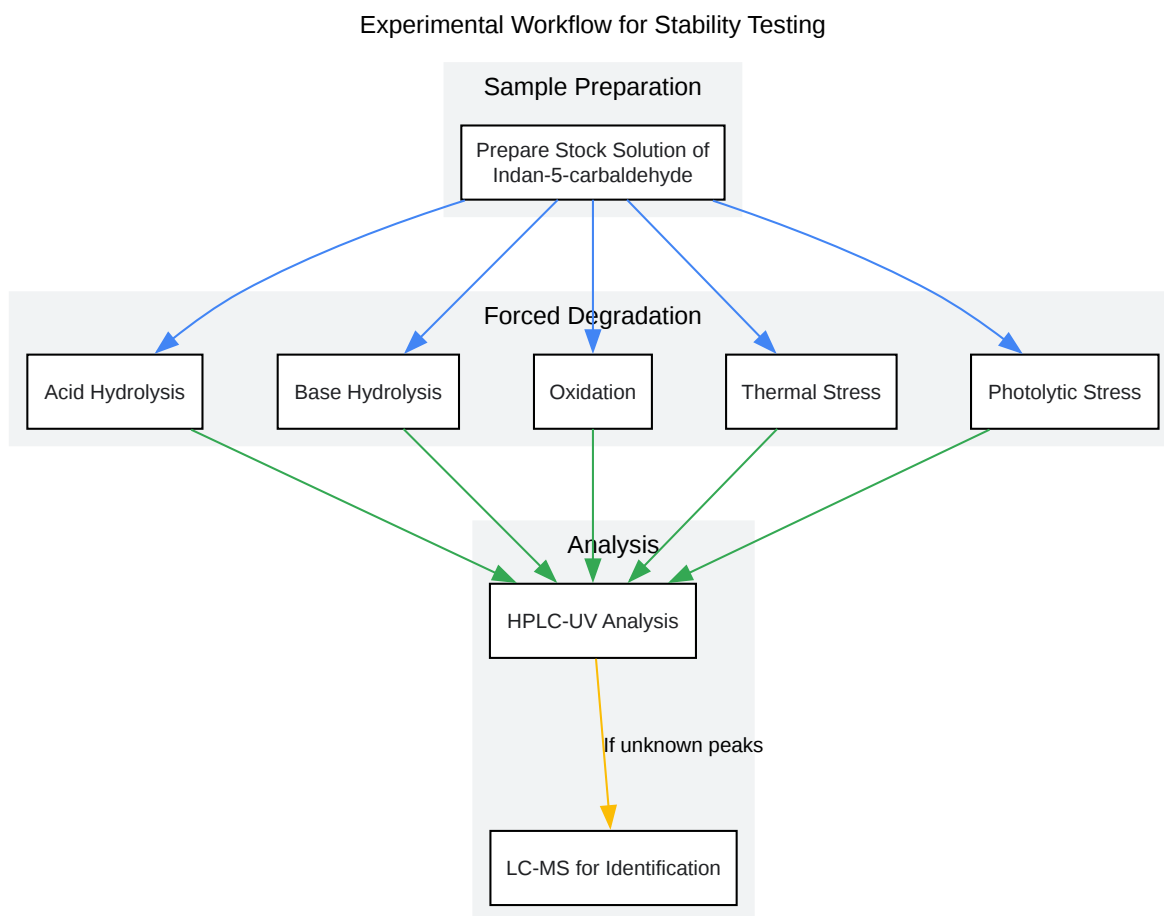 Experimental Workflow for Stability Testing
Sample Preparation
Prepare Stock Solution of
Indan-5-carbaldehyde
Forced Degradation
Acid Hydrolysis
Base Hydrolysis
Oxidation
Thermal Stress
Photolytic Stress
Analysis
HPLC-UV Analysis
If unknown peaks
LC-MS for Identification